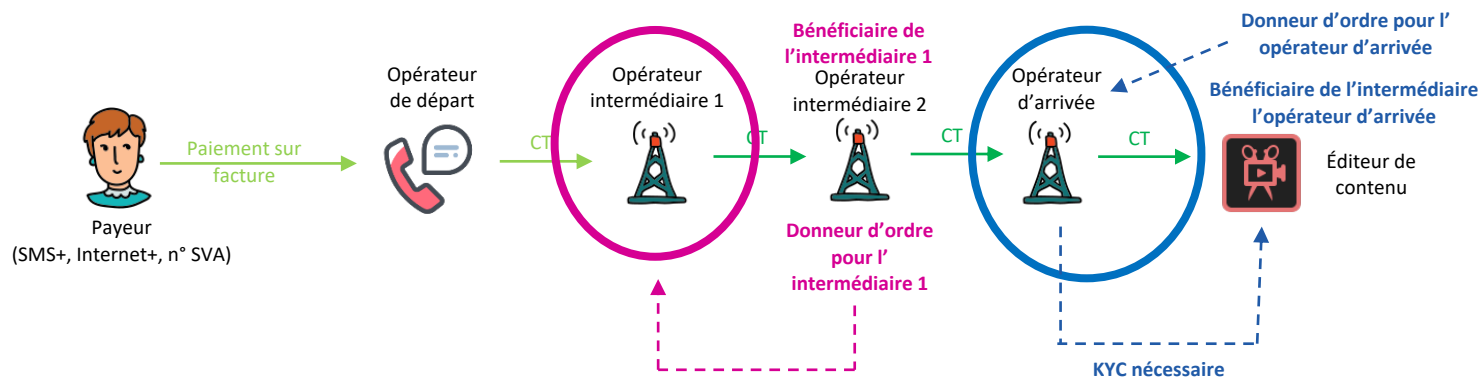 Payeur
(SMS+, Internet+, n° SVA)
Paiement sur
facture
Opérateur
de départ
CT
Opérateur
intermédiaire 1
CT
Bénéficiaire de
l’intermédiaire 1
Opérateur
intermédiaire 2
Donneur d’ordre
pour l’
intermédiaire 1
CT
Opérateur
d’arrivée
CT
Donneur d’ordre pour l’
opérateur d’arrivée
Bénéficiaire de l’intermédiaire
l’opérateur d’arrivée
Éditeur de
contenu
KYC nécessaire